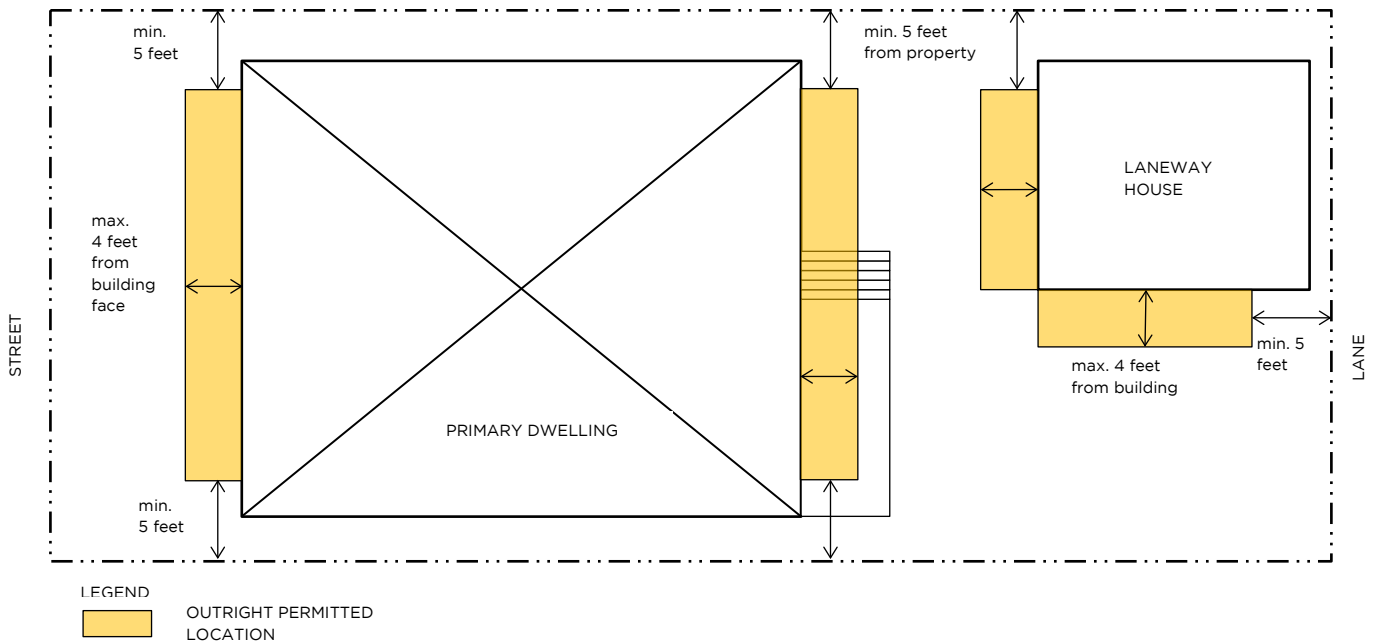 min.
5 feet
min. 5 feet
from property
LANEWAY
HOUSE
max.
4 feet
from
building
face
STREET
LANE
min. 5
feet
max. 4 feet
from building
PRIMARY DWELLING
min.
5 feet
LEGEND
OUTRIGHT PERMITTED
LOCATION